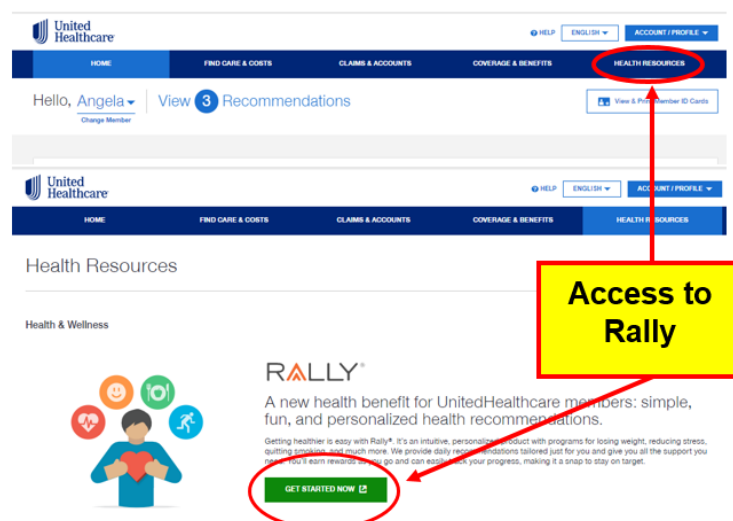 United
Healthcare
HELP ENGLISH ACCOUNT / PROFILE
HOME FIND CARE & COSTS CLAIMS & ACCOUNTS COVERAGE & BENEFITS HEALTH RESOURCES
Hello, Angela View 3 Recommendations
Change Member
View & Print Member ID Cards
United
Healthcare
HELP ENGLISH ACCOUNT / PROFILE
HOME FIND CARE & COSTS CLAIMS & ACCOUNTS COVERAGE & BENEFITS HEALTH RESOURCES
Health Resources
Access to
Rally
Health & Wellness
RALLY®
A new health benefit for UnitedHealthcare members: simple,
fun, and personalized health recommendations.
Getting healthier is easy with Rally®. It's an intuitive, personalized product with programs for losing weight, reducing stress,
quitting smoking, and much more. We provide daily recommendations tailored just for you and give you all the support you
need. You'll earn rewards as you go and can easily track your progress, making it a snap to stay on target.
GET STARTED NOW